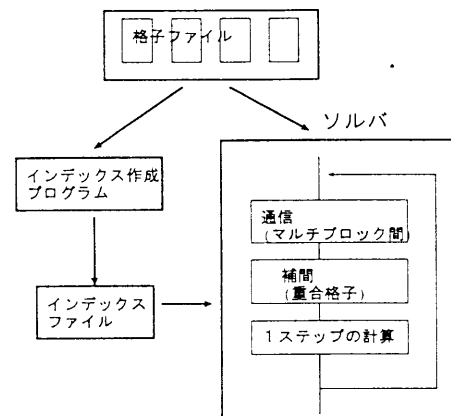 格子ファイル
ソルバ
インデックス作成
プログラム
通信
(マルチブロック間)
補間
(重合格子)
インデックス
ファイル
1ステップの計算